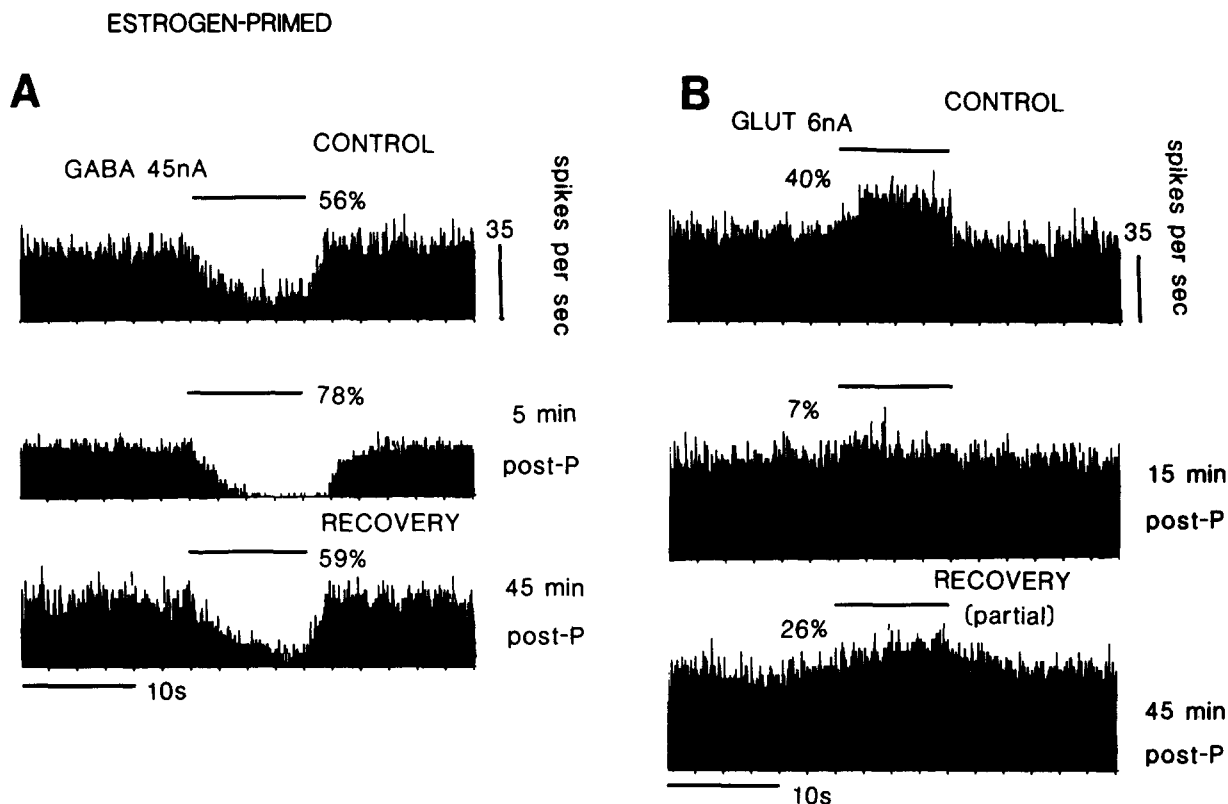 ESTROGEN-PRIMED
A
CONTROL
GABA 45nA
56%
35
spikes per sec
78%
5 min
post-P
RECOVERY
59%
45 min
post-P
10s
B
CONTROL
GLUT 6nA
40%
35
spikes per sec
7%
15 min
post-P
RECOVERY
(partial)
26%
45 min
post-P
10s